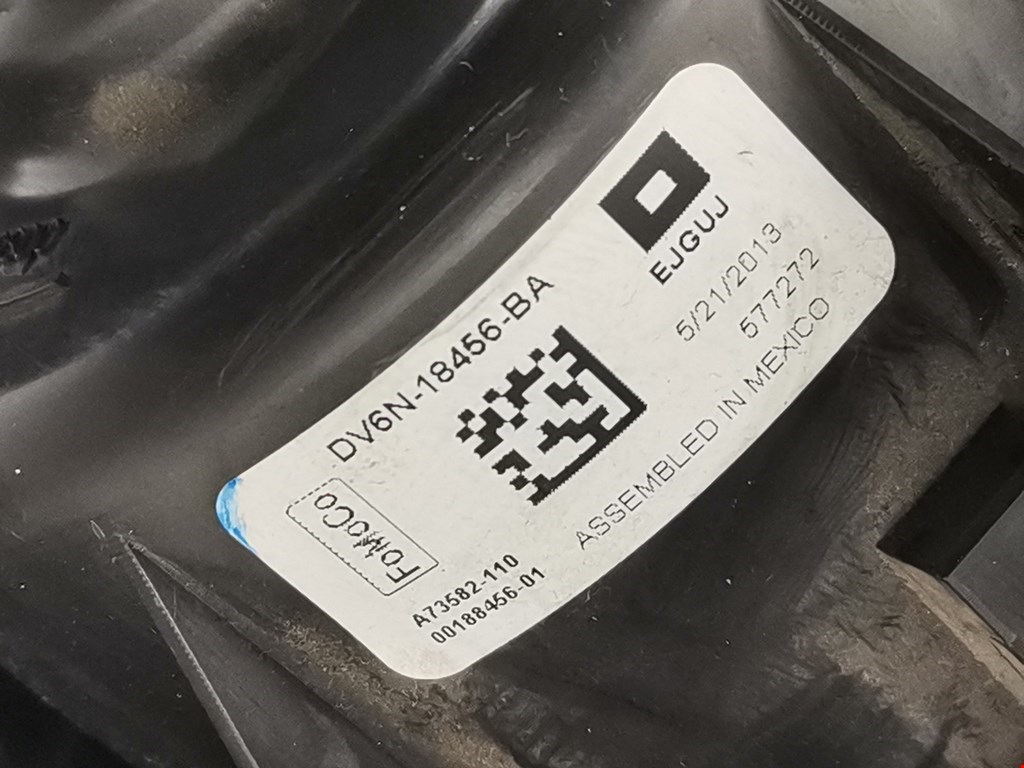 DV6N-18456-BA
FoMoCo
A73582-110
00188456-01
EJGUJ
5/21/2013
577272
ASSEMBLED IN MEXICO